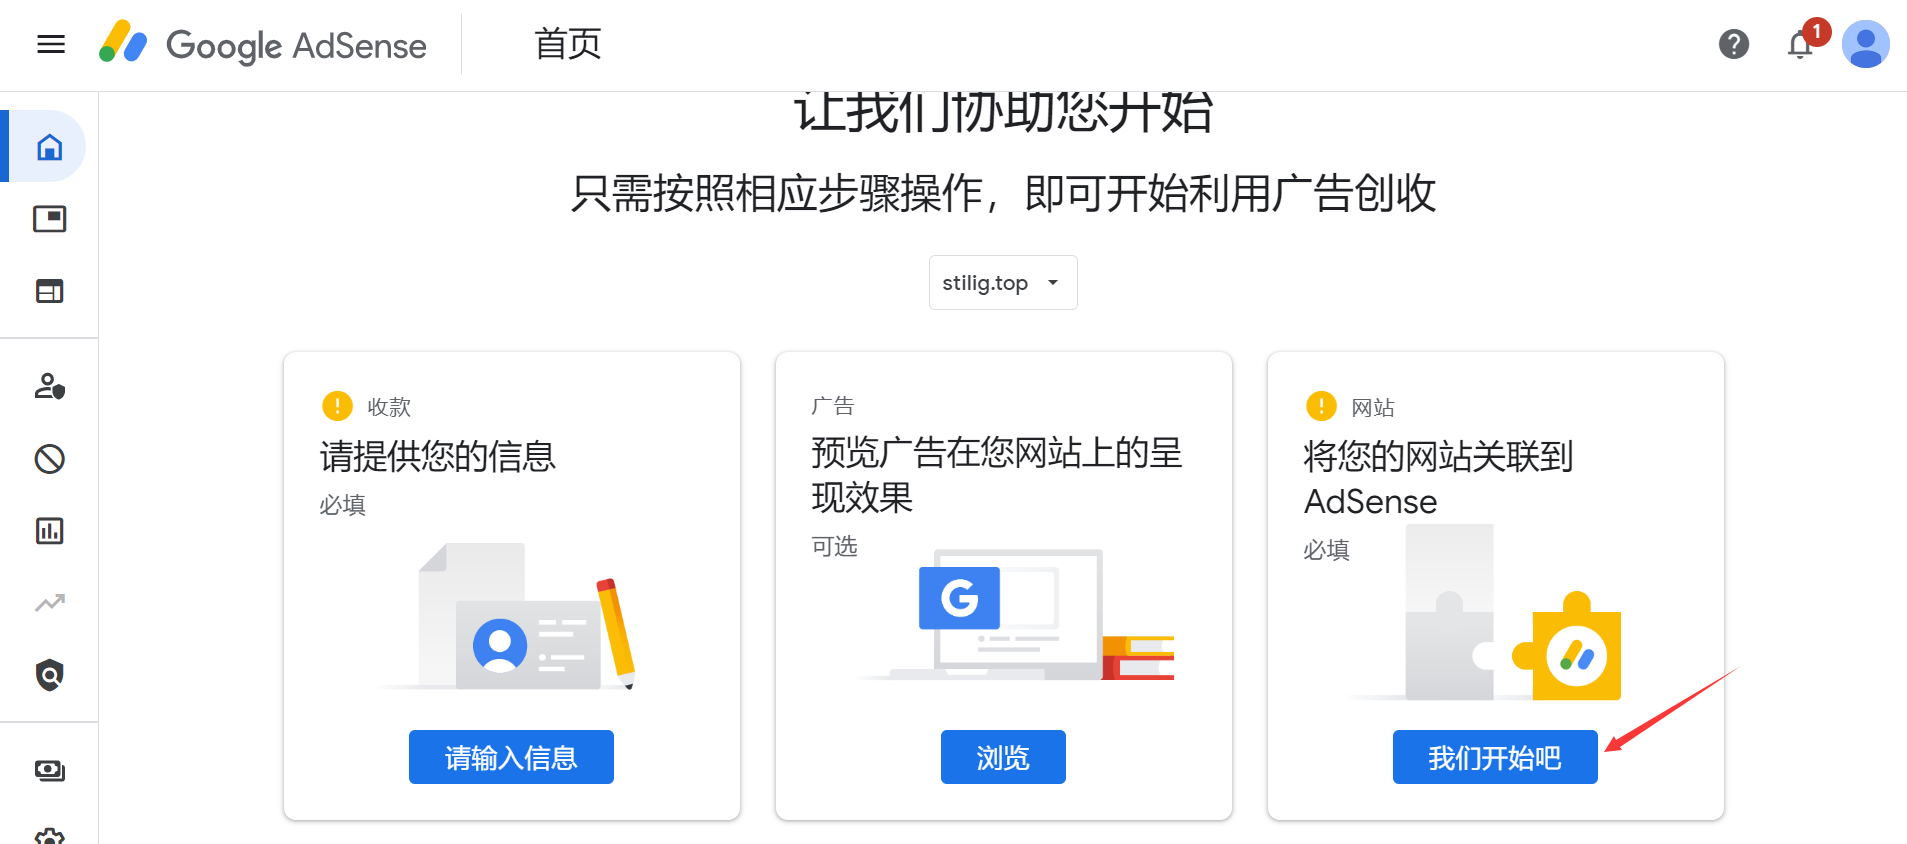 Google AdSense
首页
1
让我们协助您开始
只需按照相应步骤操作，即可开始利用广告创收
stilig.top
收款
请提供您的信息
必填
请输入信息
广告
预览广告在您网站上的呈
现效果
可选
G
浏览
网站
将您的网站关联到
AdSense
必填
我们开始吧